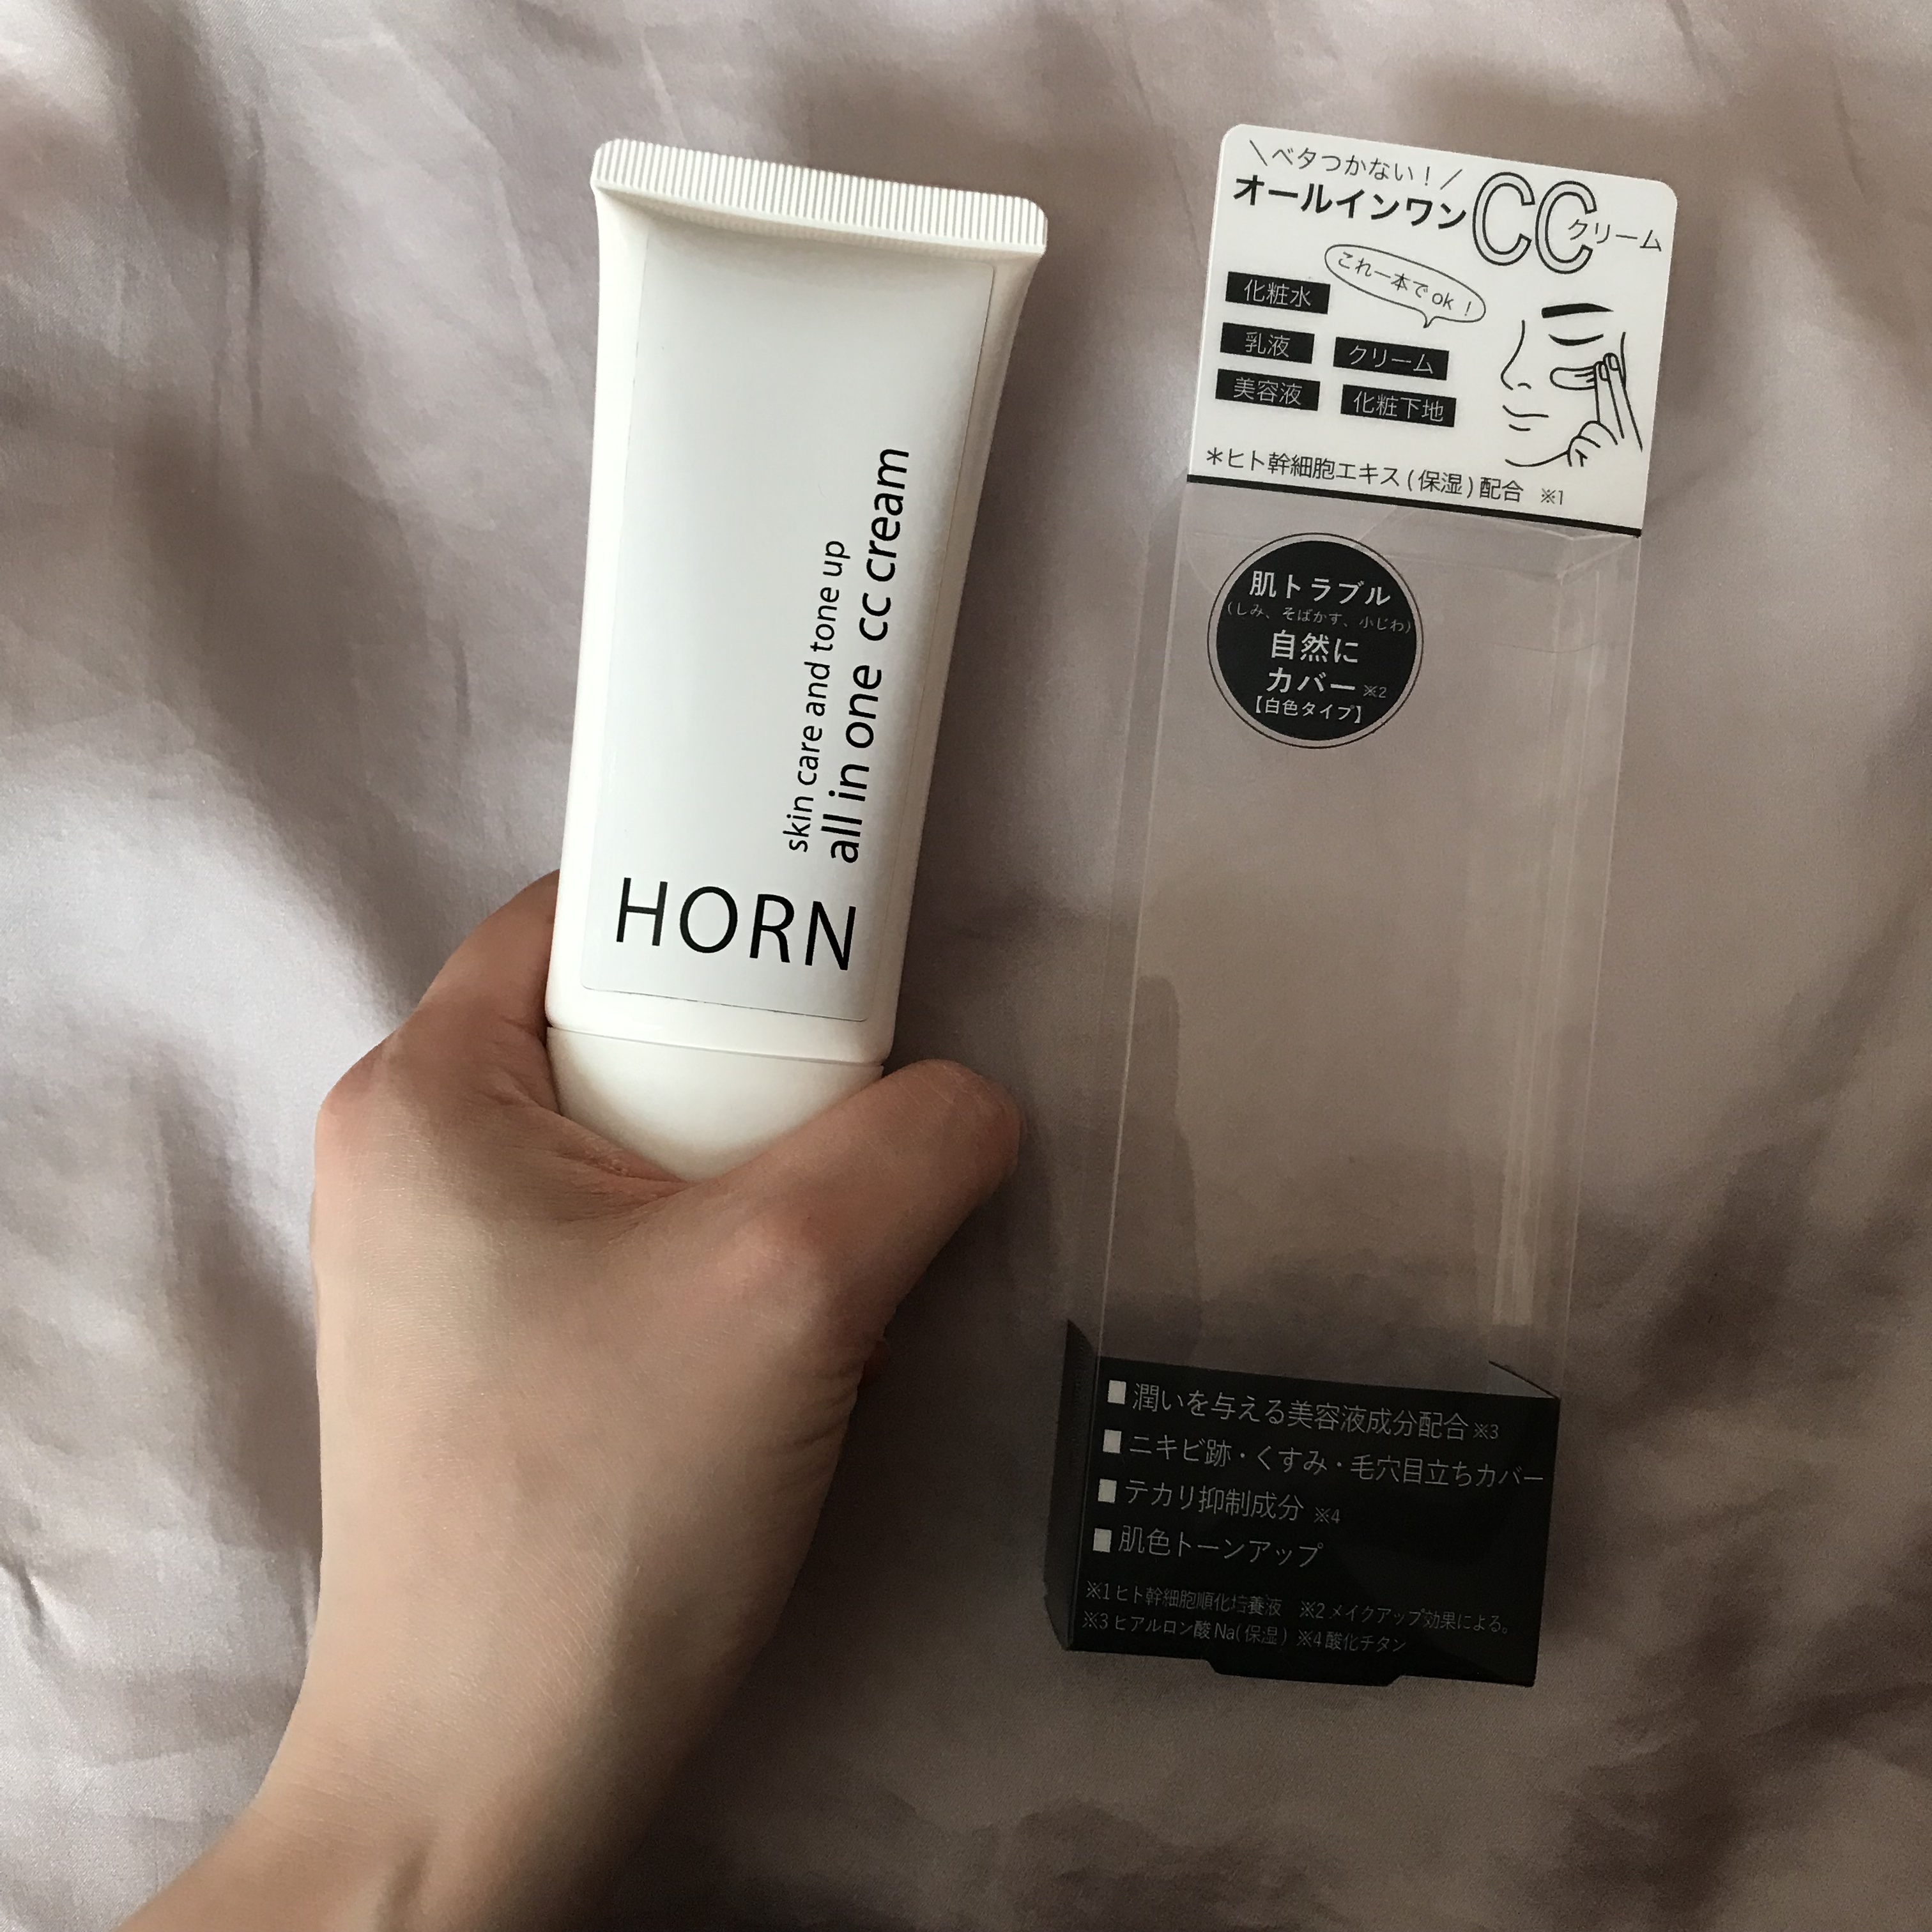 skin care and tone up
all in one cc cream
HORN
＼ベタつかない！／
オールインワンCCクリーム
これ一本でok！
化粧水
乳液 クリーム
美容液 化粧下地
＊ヒト幹細胞エキス(保湿)配合 ※1
肌トラブル
(しみ、そばかす、小じわ)
自然に
カバー※2
【白色タイプ】
■潤いを与える美容液成分配合※3
■ニキビ跡・くすみ・毛穴目立ちカバー
■テカリ抑制成分 ※4
■肌色トーンアップ
※1ヒト幹細胞順化培養液 ※2メイクアップ効果による。
※3ヒアルロン酸Na(保湿) ※4酸化チタン